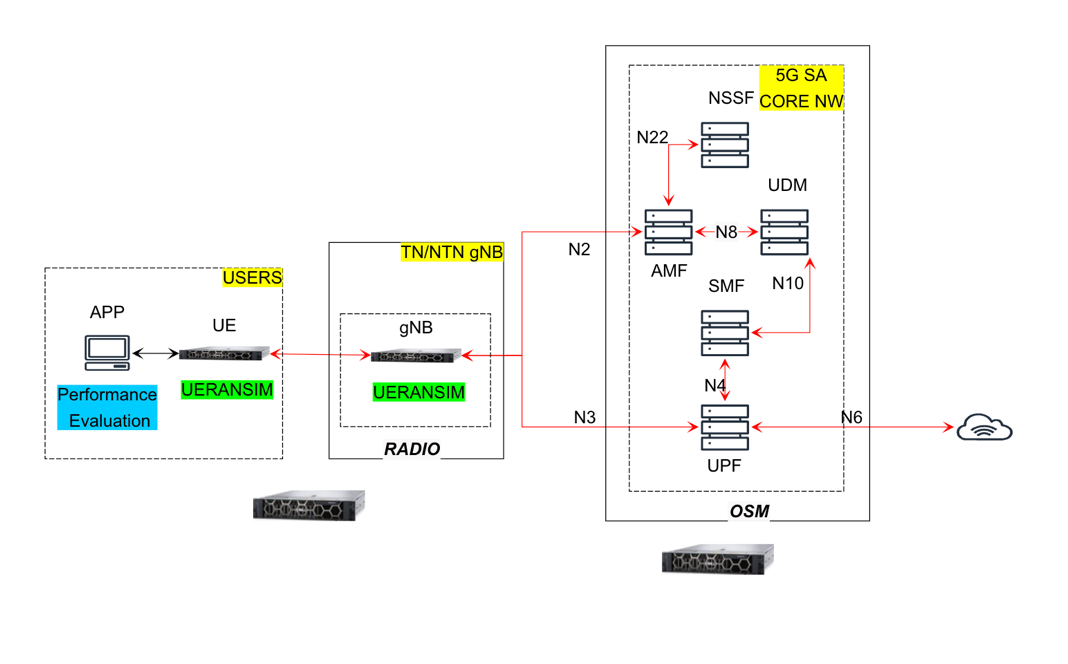 5G SA
CORE NW
NSSF
N22
UDM
N8
N2
AMF
TN/NTN gNB
USERS
SMF
N10
APP
UE
gNB
N4
UERANSIM
UERANSIM
Performance
Evaluation
N3
N6
RADIO
UPF
OSM